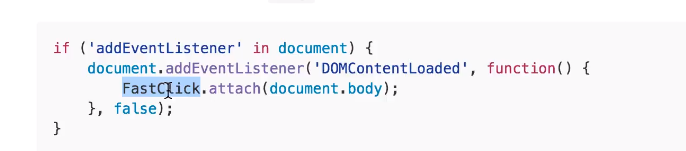 if ('addEventListener' in document) {
    document.addEventListener('DOMContentLoaded', function() {
        FastClick.attach(document.body);
    }, false);
}